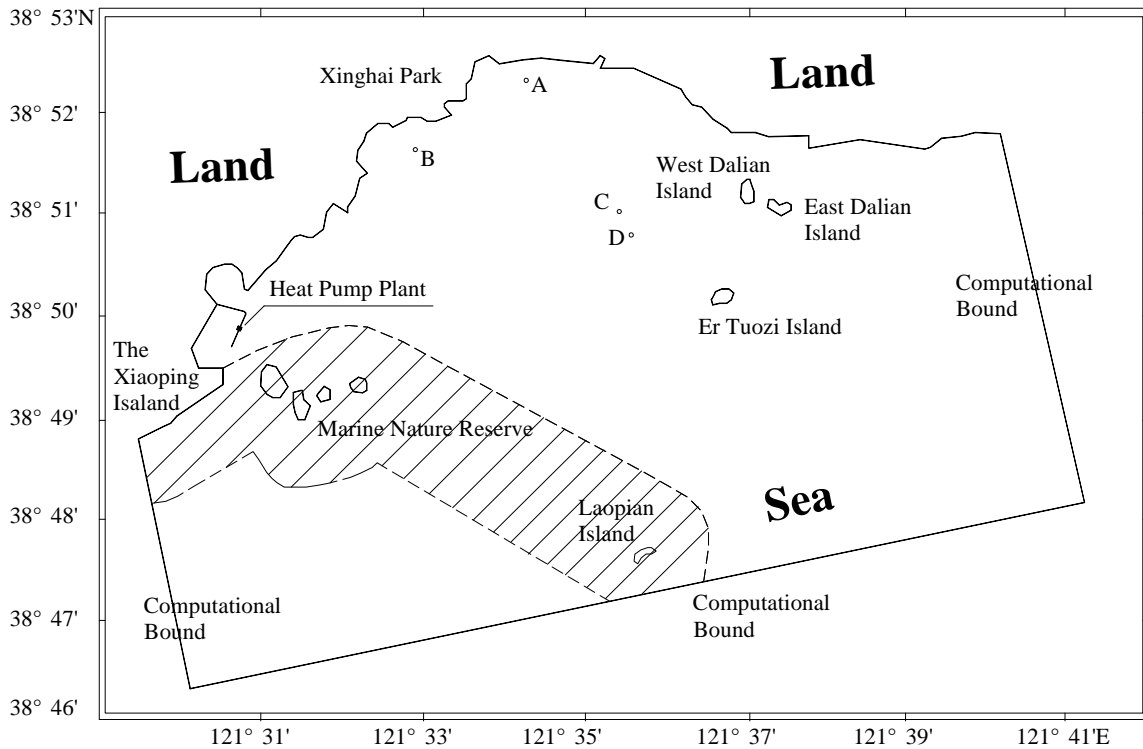 38° 53'N
Xinghai Park
A
Land
38° 52'
B
Land
West Dalian
Island
38° 51'
C
East Dalian
Island
D
Heat Pump Plant
Computational
Bound
38° 50'
Er Tuozi Island
The
Xiaoping
Isaland
38° 49'
Marine Nature Reserve
Sea
Laopian
Island
38° 48'
Computational
Bound
Computational
Bound
38° 47'
38° 46'
121° 31'
121° 33'
121° 35'
121° 37'
121° 39'
121° 41'E